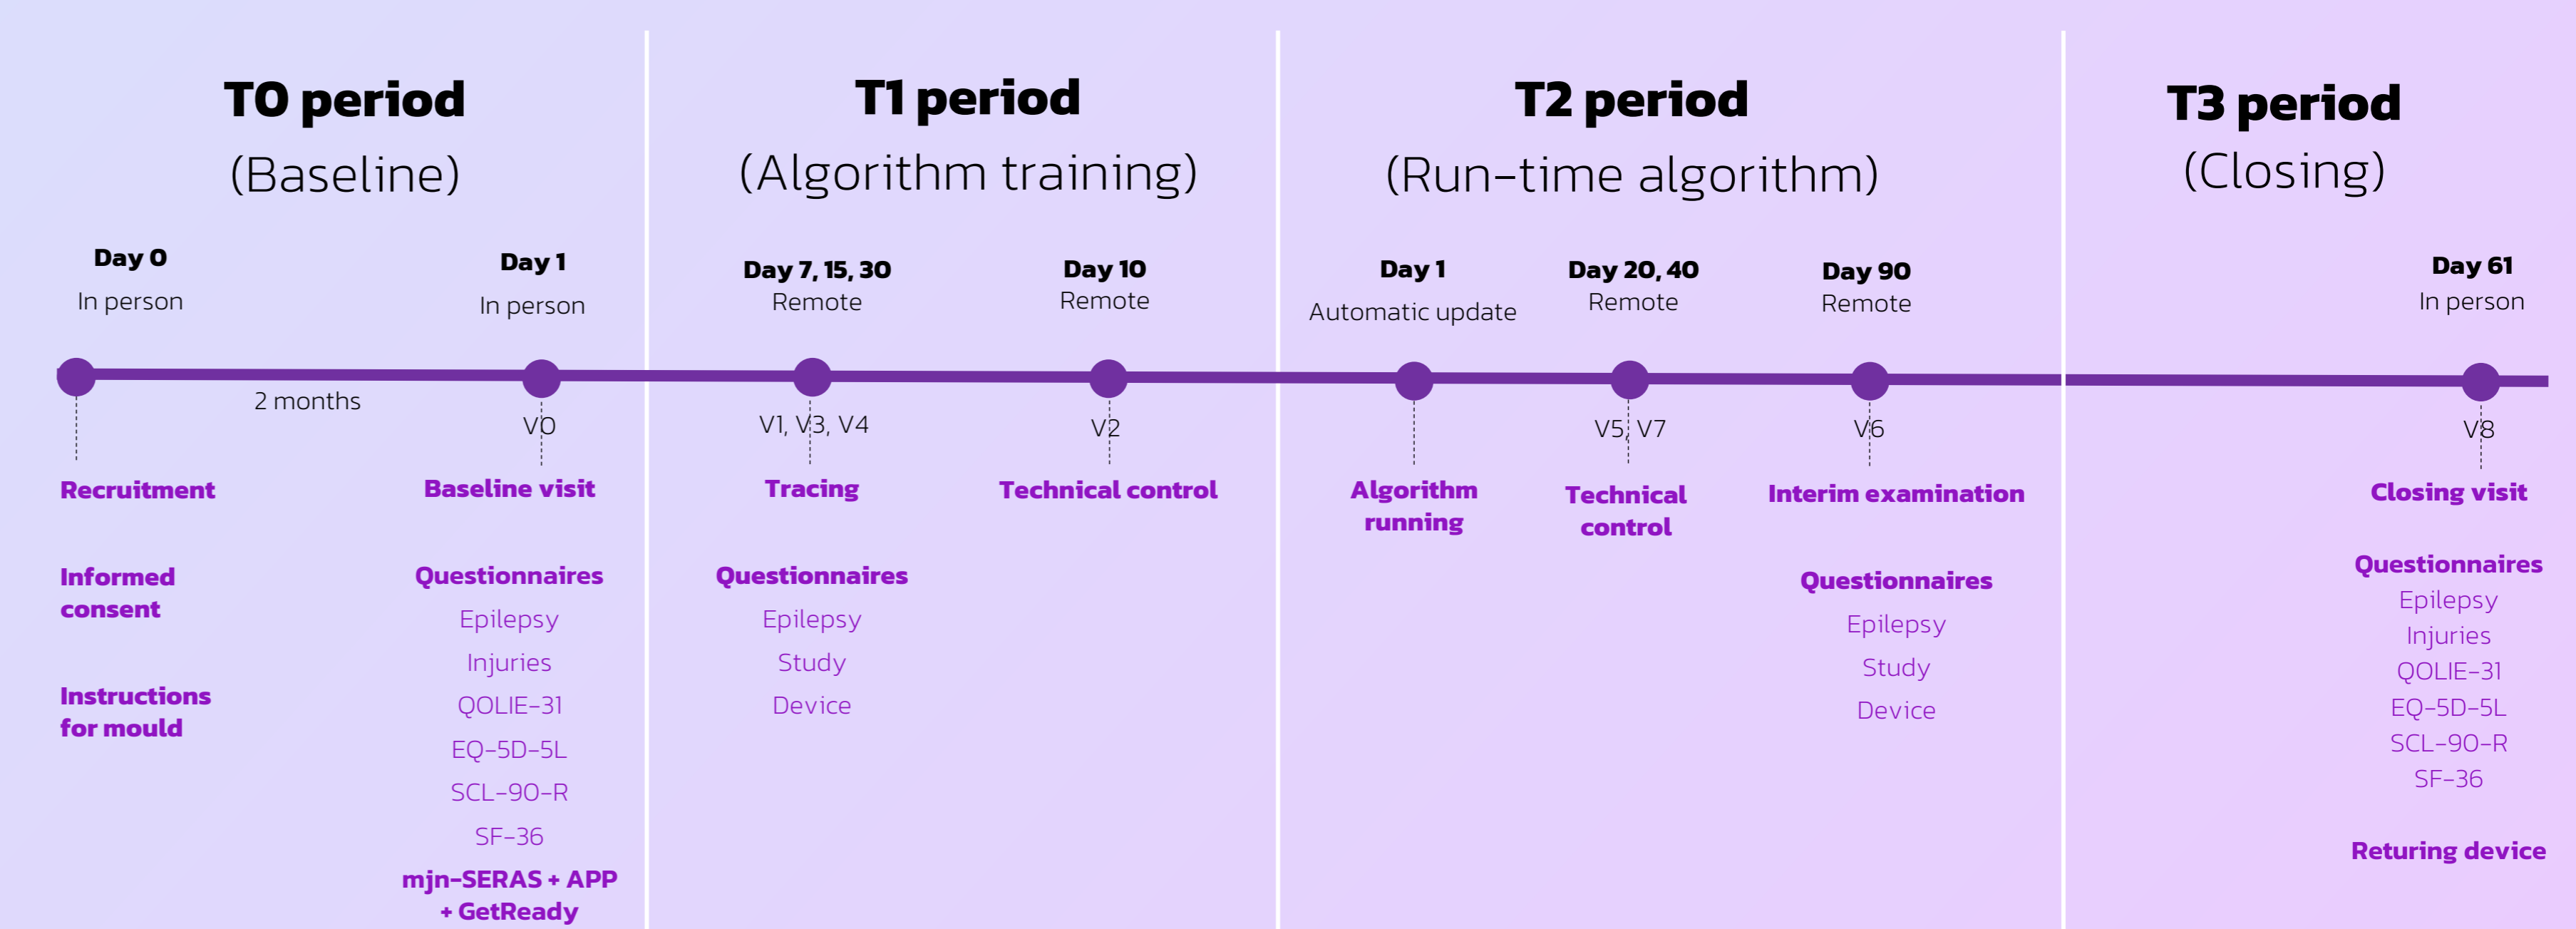 T0 period
(Baseline)
Day 0
In person
Day 1
In person
2 months
V0
Recruitment
Informed
consent
Instructions
for mould
Baseline visit
Questionnaires
Epilepsy
Injuries
QOLIE-31
EQ-5D-5L
SCL-90-R
SF-36
mjn-SERAS + APP
+ GetReady
T1 period
(Algorithm training)
Day 7, 15, 30
Remote
V1, V3, V4
Tracing
Questionnaires
Epilepsy
Study
Device
Day 10
Remote
V2
Technical control
T2 period
(Run-time algorithm)
Day 1
Automatic update
Algorithm
running
Day 20, 40
Remote
V5, V7
Technical
control
Day 90
Remote
V6
Interim examination
Questionnaires
Epilepsy
Study
Device
T3 period
(Closing)
Day 61
In person
V8
Closing visit
Questionnaires
Epilepsy
Injuries
QOLIE-31
EQ-5D-5L
SCL-90-R
SF-36
Returing device